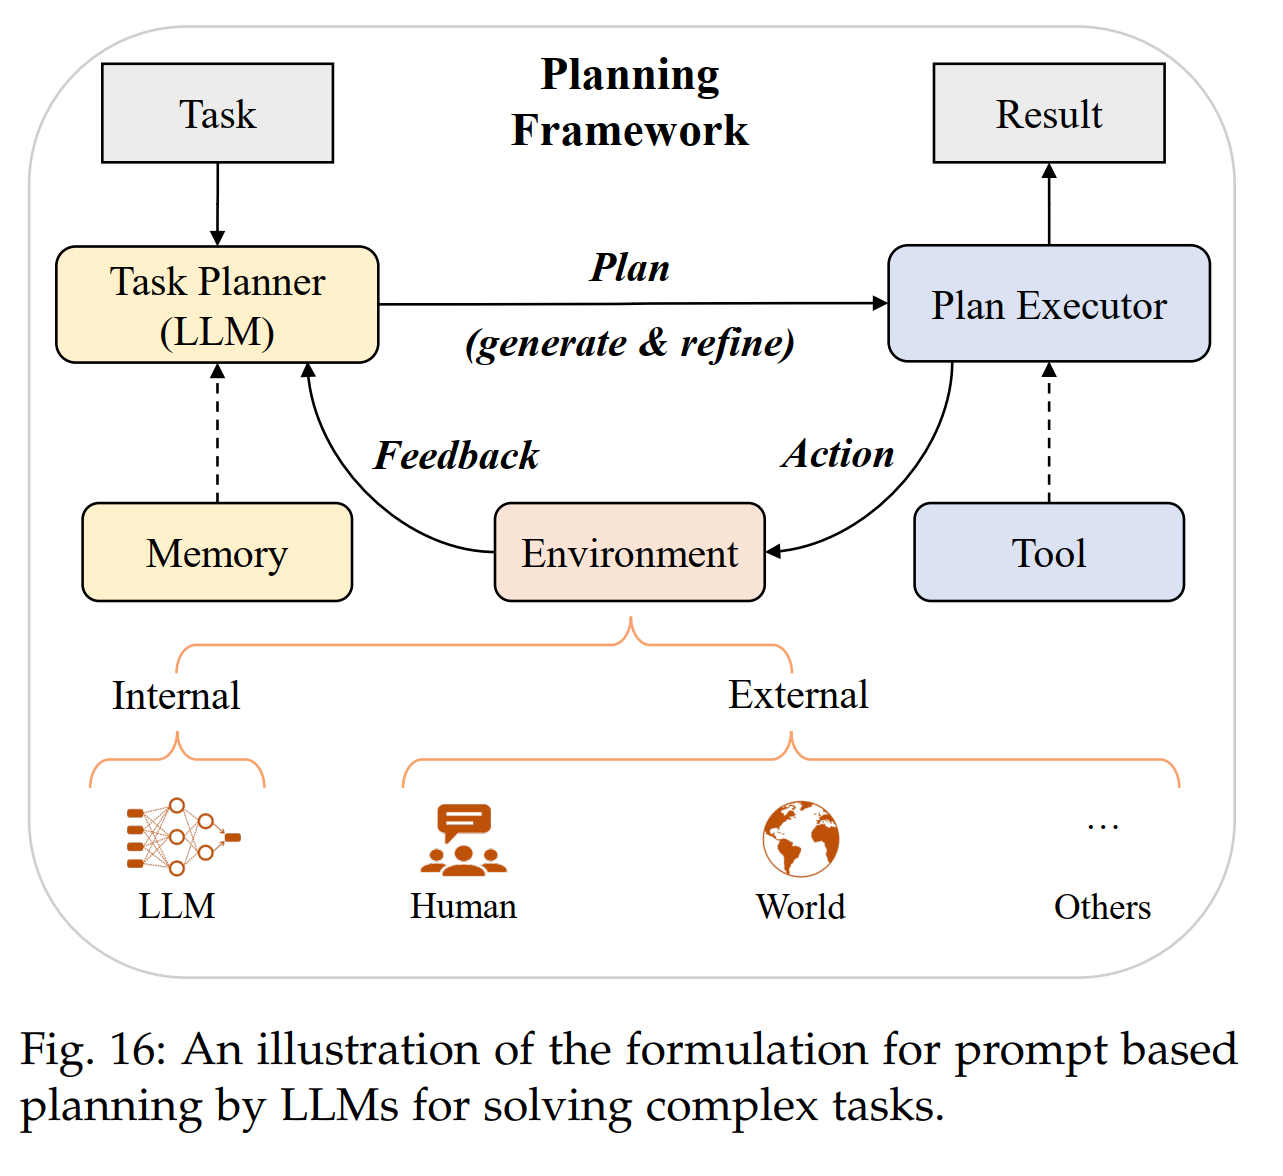 Planning
Framework
Task
Result
Task Planner
(LLM)
Plan
(generate & refine)
Plan Executor
Feedback
Action
Memory
Environment
Tool
Internal
External
LLM
Human
World
…
Others
Fig. 16: An illustration of the formulation for prompt based
planning by LLMs for solving complex tasks.